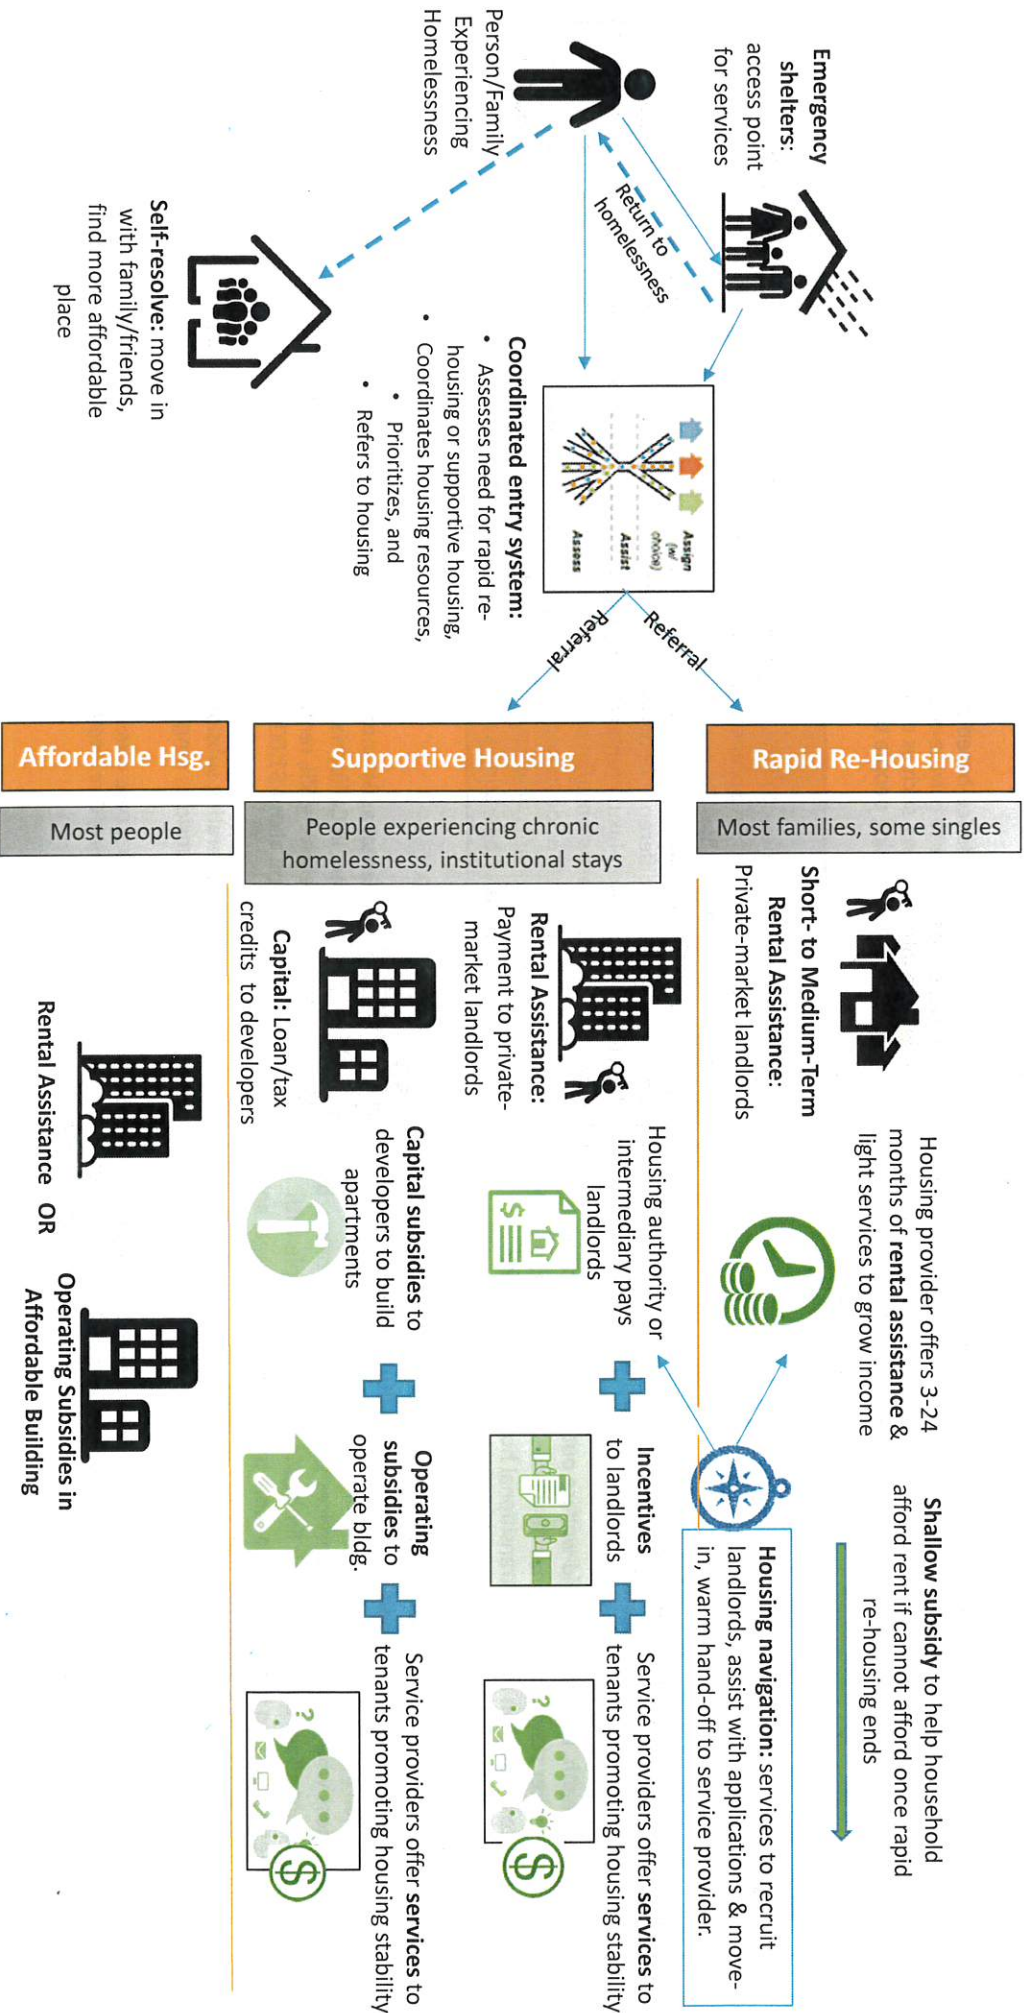 Emergency
shelters:
access point
for services
Person/Family
Experiencing
Homelessness
Return to
homelessness
Self-resolve: move in
with family/friends,
find more affordable
place
Assign
(w/
choice)
Assist
Assess
Coordinated entry system:
• Assesses need for rapid re-
housing or supportive housing,
• Coordinates housing resources,
• Prioritizes, and
• Refers to housing
Referral
Referral
Rapid Re-Housing
Most families, some singles
Short- to Medium-Term
Rental Assistance:
Private-market landlords
Housing provider offers 3-24
months of rental assistance &
light services to grow income
Shallow subsidy to help household
afford rent if cannot afford once rapid
re-housing ends
Housing navigation: services to recruit
landlords, assist with applications & move-
in, warm hand-off to service provider.
Supportive Housing
People experiencing chronic
homelessness, institutional stays
Rental Assistance:
Payment to private-
market landlords
Housing authority or
intermediary pays
landlords
$
Incentives
to landlords
Service providers offer services to
tenants promoting housing stability
?
$
Capital: Loan/tax
credits to developers
Capital subsidies to
developers to build
apartments
Operating
subsidies to
operate bldg.
Service providers offer services to
tenants promoting housing stability
?
$
Affordable Hsg.
Most people
Rental Assistance OR
Operating Subsidies in
Affordable Building